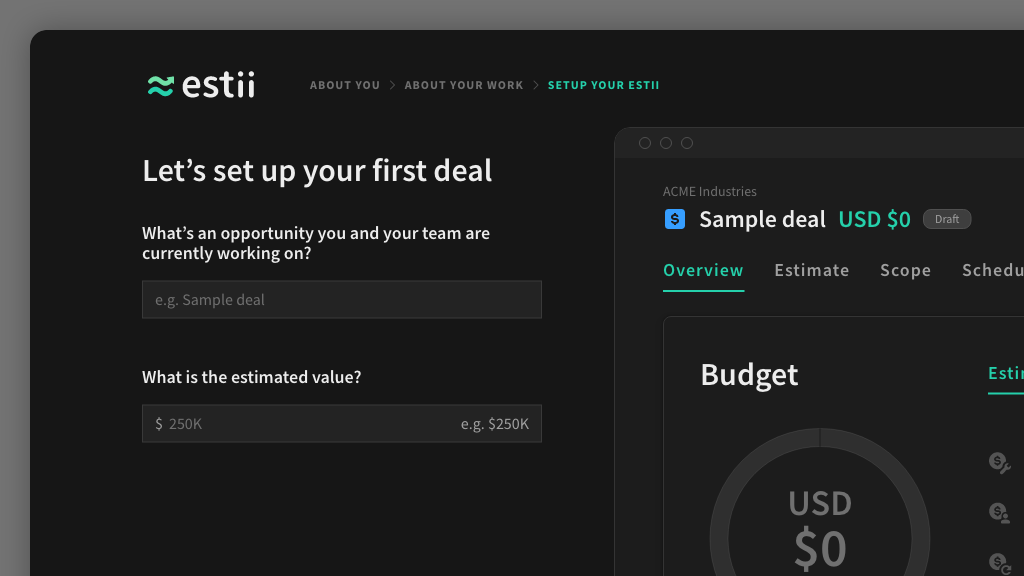 estii
ABOUT YOU
ABOUT YOUR WORK
SETUP YOUR ESTII
Let’s set up your first deal
What’s an opportunity you and your team are
currently working on?
e.g. Sample deal
What is the estimated value?
$ 250K
e.g. $250K
ACME Industries
$
Sample deal USD $0 Draft
Overview Estimate Scope Schedu
Budget
Estin
USD
$0